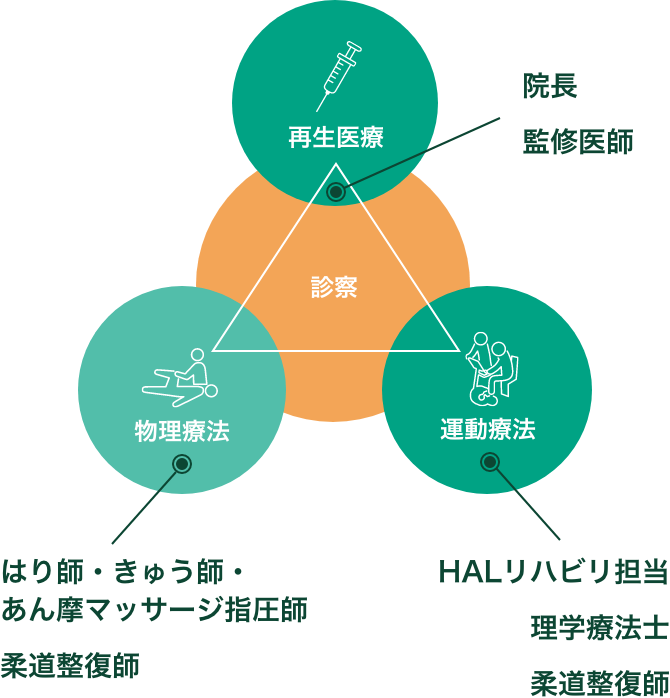 院長
監修医師
再生医療
診察
物理療法
運動療法
はり師・きゅう師・
あん摩マッサージ指圧師
柔道整復師
HALリハビリ担当
理学療法士
柔道整復師